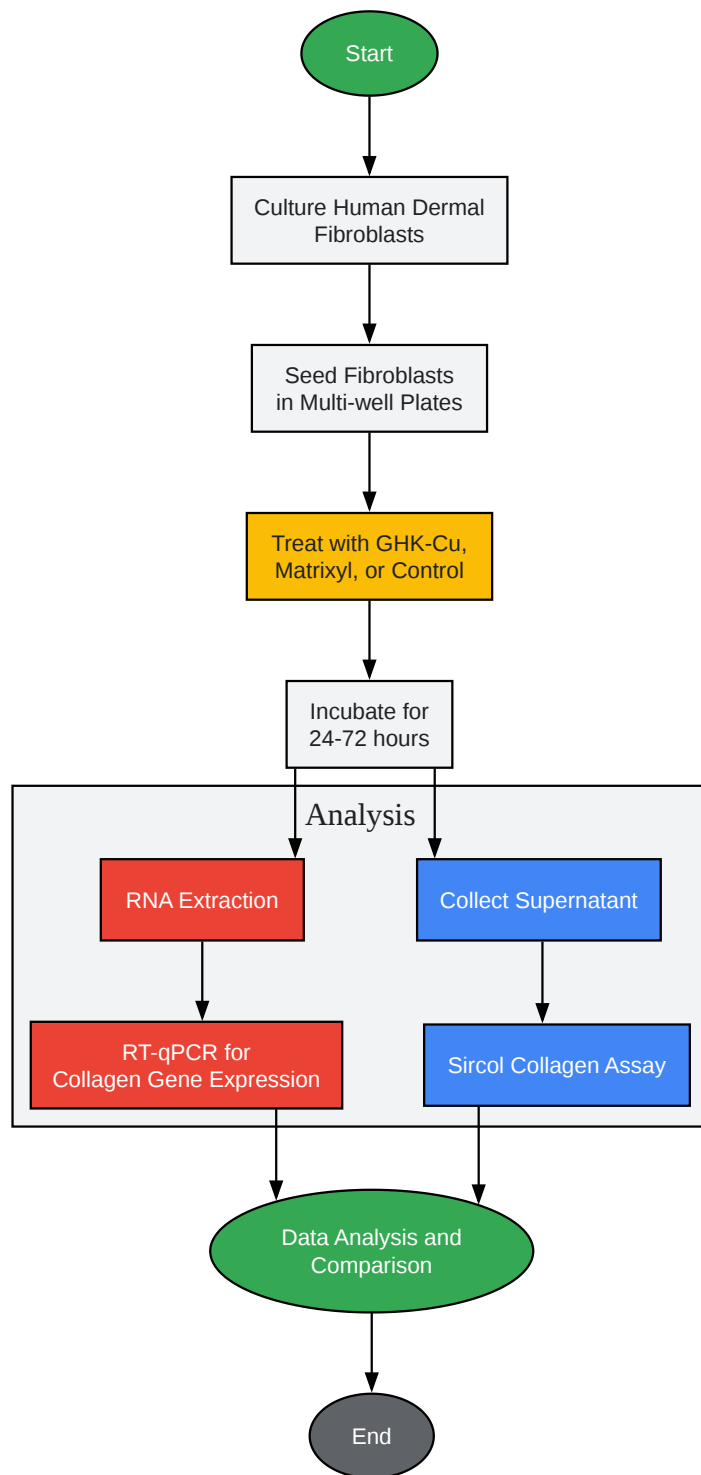 Start
Culture Human Dermal
Fibroblasts
Seed Fibroblasts
in Multi-well Plates
Treat with GHK-Cu,
Matrixyl, or Control
Incubate for
24-72 hours
Analysis
RNA Extraction
Collect Supernatant
RT-qPCR for
Collagen Gene Expression
Sircol Collagen Assay
Data Analysis and
Comparison
End